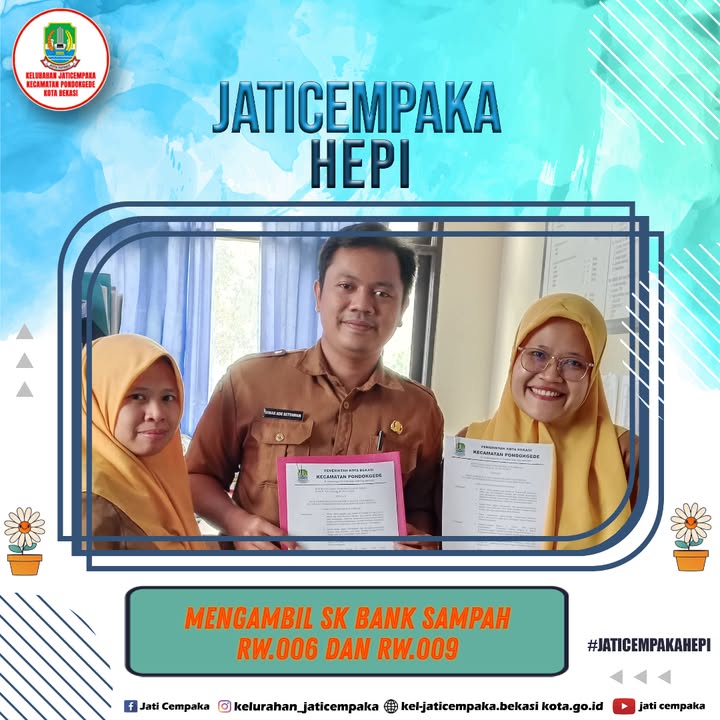 KELURAHAN JATICEMPAKA
KECAMATAN PONDOKGEDE
KOTA BEKASI
JATICEMPAKA
HEPI
PEMERINTAH KOTA BEKASI
KECAMATAN PONDOKGEDE
PEMERINTAH KOTA BEKASI
KECAMATAN PONDOKGEDE
MENGAMBIL SK BANK SAMPAH
RW.006 DAN RW.009
#JATICEMPAKAHEPI
Jati Cempaka
kelurahan_jaticempaka
kel-jaticempaka.bekasi kota.go.id
jati cempaka